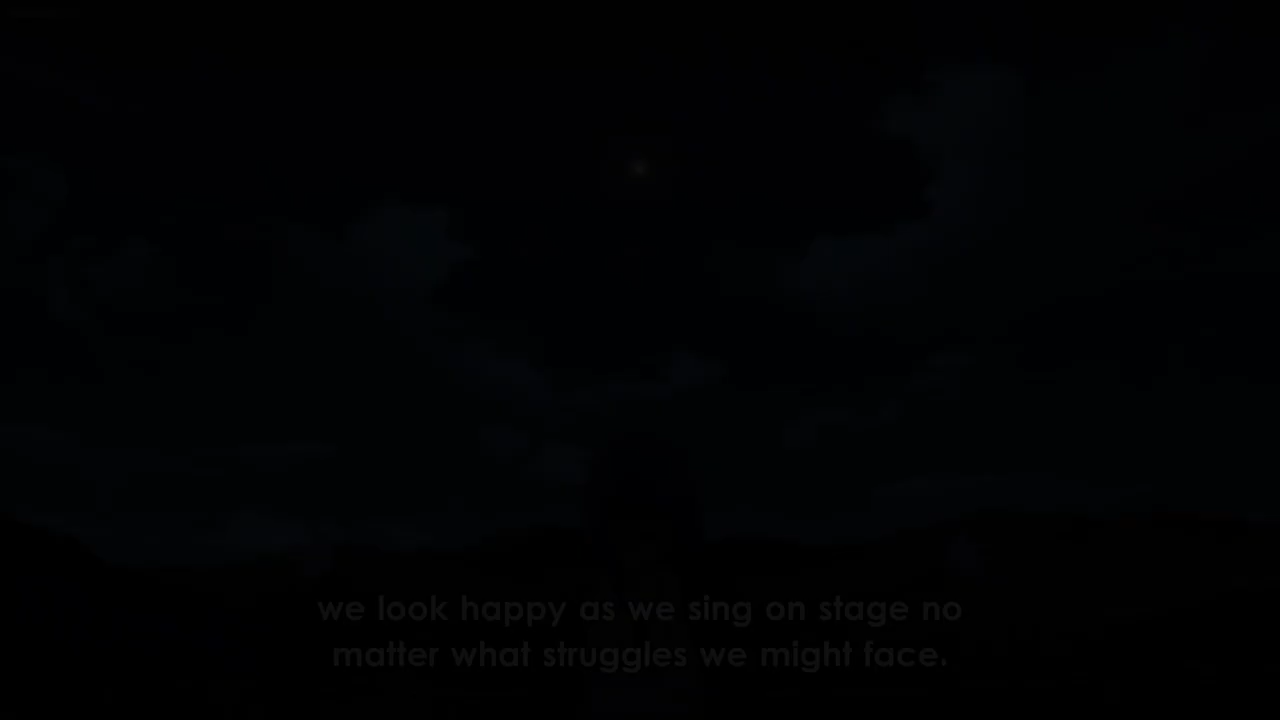 we look happy as we sing on stage no
matter what struggles we might face.